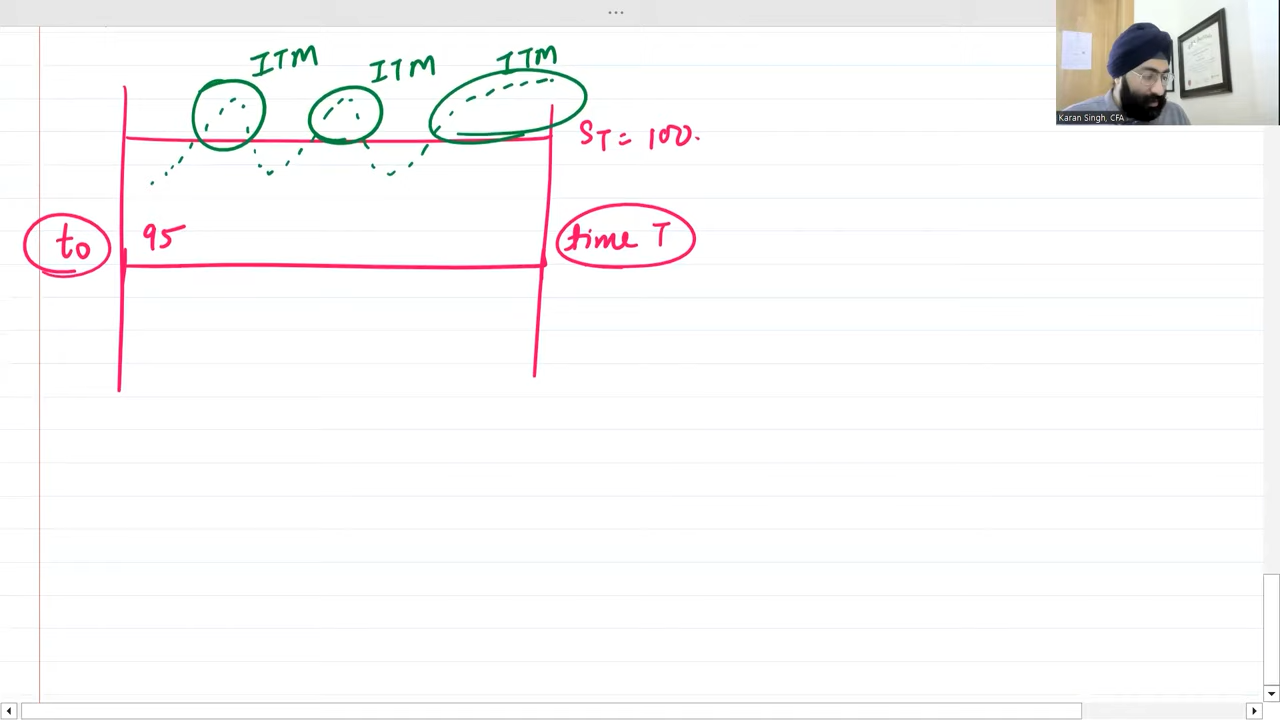 ITM ITM ITM
ST = 100.
to 95 time T
Karan Singh, CFA